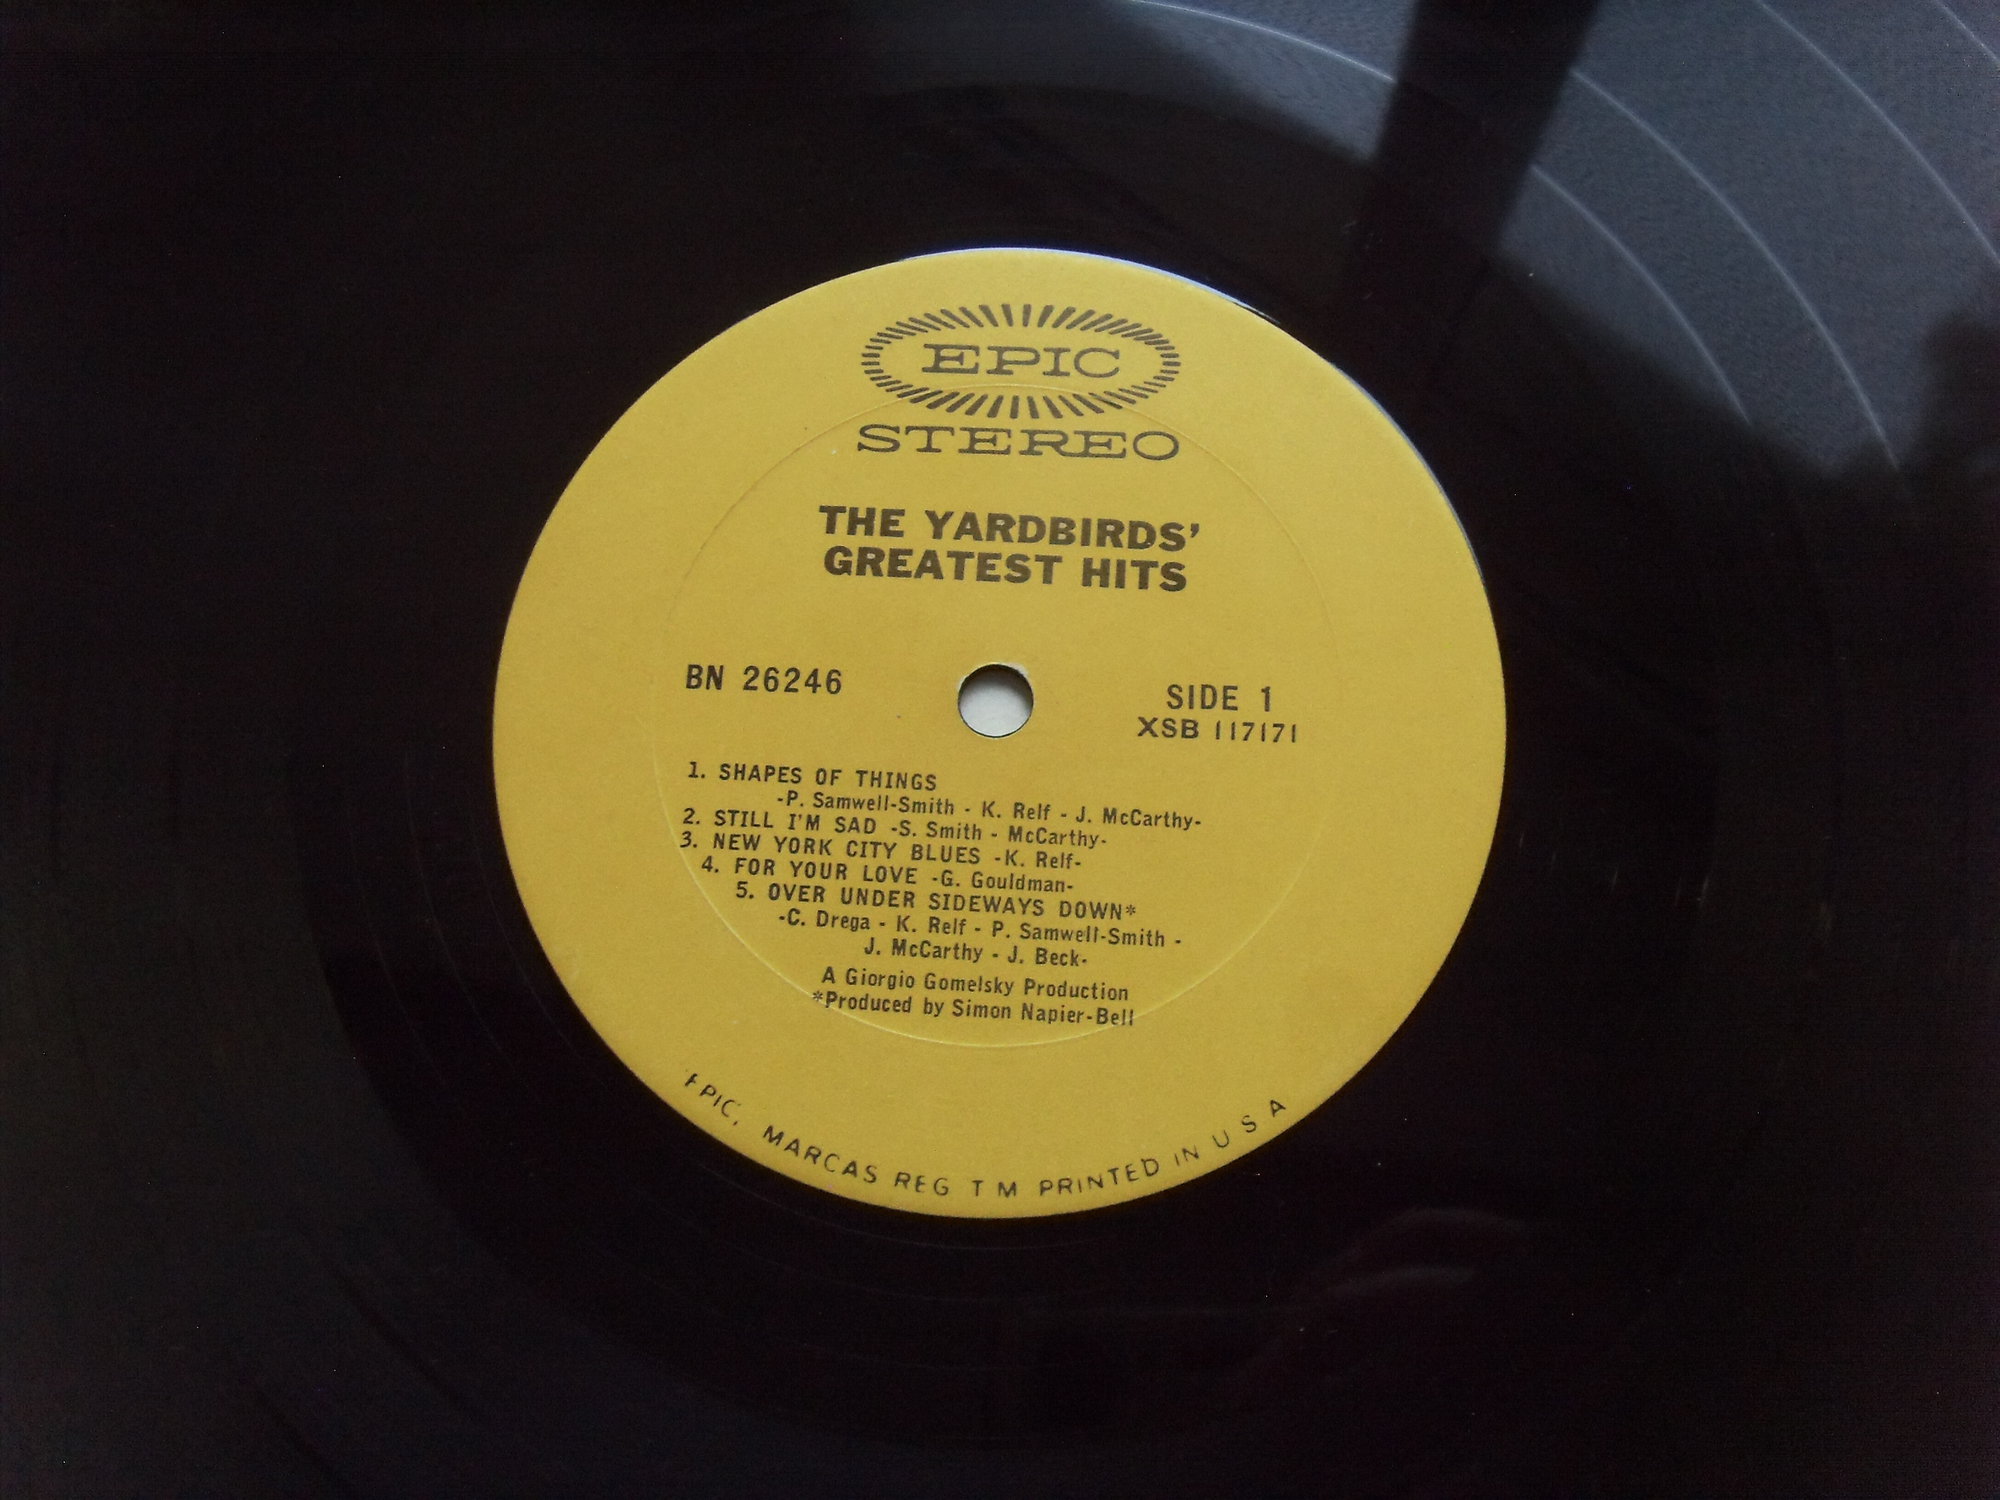 EPIC
STEREO
THE YARDBIRDS'
GREATEST HITS
BN 26246
SIDE 1
XSB 117171
1. SHAPES OF THINGS
-P. Samwell-Smith - K. Relf - J. McCarthy-
2. STILL I'M SAD -S. Smith - McCarthy-
3. NEW YORK CITY BLUES -K. Relf-
4. FOR YOUR LOVE -G. Gouldman-
5. OVER UNDER SIDEWAYS DOWN*
-C. Drega - K. Relf - P. Samwell-Smith -
J. McCarthy - J. Beck-
A Giorgio Gomelsky Production
*Produced by Simon Napier-Bell
EPIC, MARCAS REG T M PRINTED IN U S A